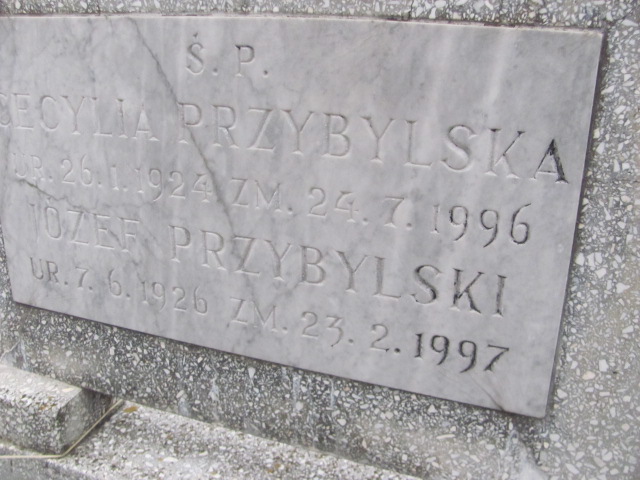 Ś. P.
CECYLIA PRZYBYLSKA
UR. 26. 1. 1924 ZM. 24. 7. 1996
JÓZEF PRZYBYLSKI
UR. 7. 6. 1926 ZM. 23. 2. 1997